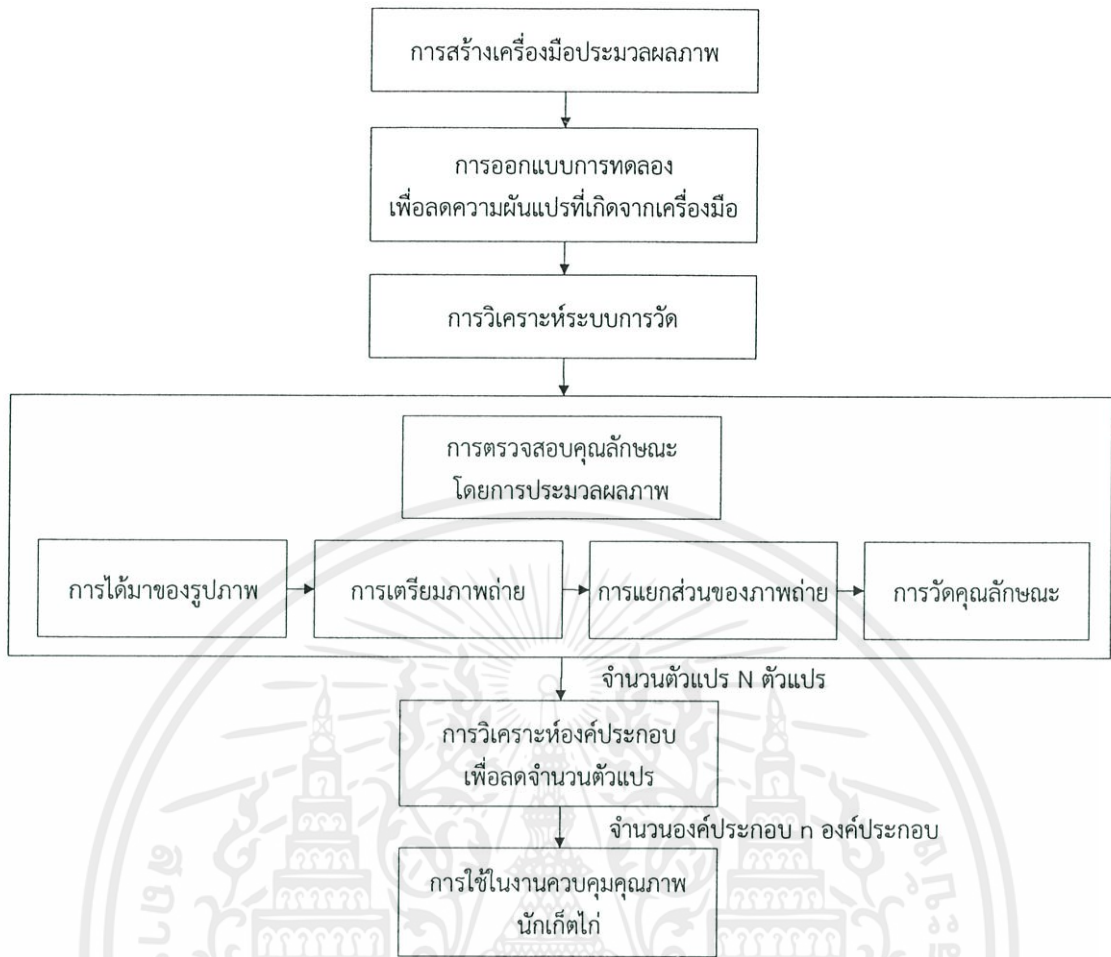 การสร้างเครื่องมือประมวลผลภาพ
การออกแบบการทดลอง
เพื่อลดความผันแปรที่เกิดจากเครื่องมือ
การวิเคราะห์ระบบการวัด
การตรวจสอบคุณลักษณะ
โดยการประมวลผลภาพ
การได้มาของรูปภาพ
การเตรียมภาพถ่าย
การแยกส่วนของภาพถ่าย
การวัดคุณลักษณะ
จำนวนตัวแปร N ตัวแปร
การวิเคราะห์องค์ประกอบ
เพื่อลดจำนวนตัวแปร
จำนวนองค์ประกอบ n องค์ประกอบ
การใช้ในงานควบคุมคุณภาพ
นักเก็ตไก่